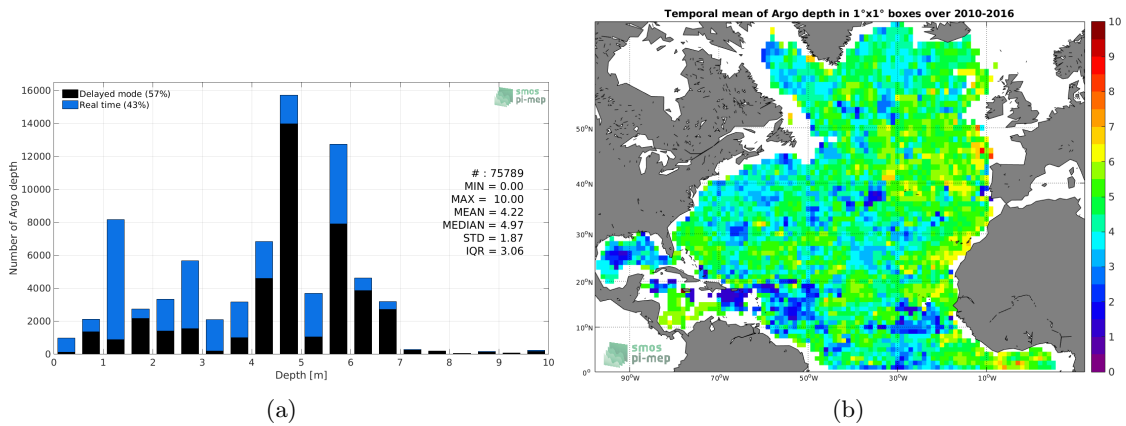 Delayed mode (57%)
Real time (43%)
smos
pi-mep
16000
14000
12000
10000
8000
6000
4000
2000
0
Number of Argo depth
# : 75789
MIN = 0.00
MAX = 10.00
MEAN = 4.22
MEDIAN = 4.97
STD = 1.87
IQR = 3.06
0 1 2 3 4 5 6 7 8 9 10
Depth [m]
(a)
Temporal mean of Argo depth in 1°x1° boxes over 2010-2016
50°N
40°N
30°N
20°N
10°N
0°
90°W 70°W 50°W 30°W 10°W
smos
pi-mep
10
9
8
7
6
5
4
3
2
1
0
(b)